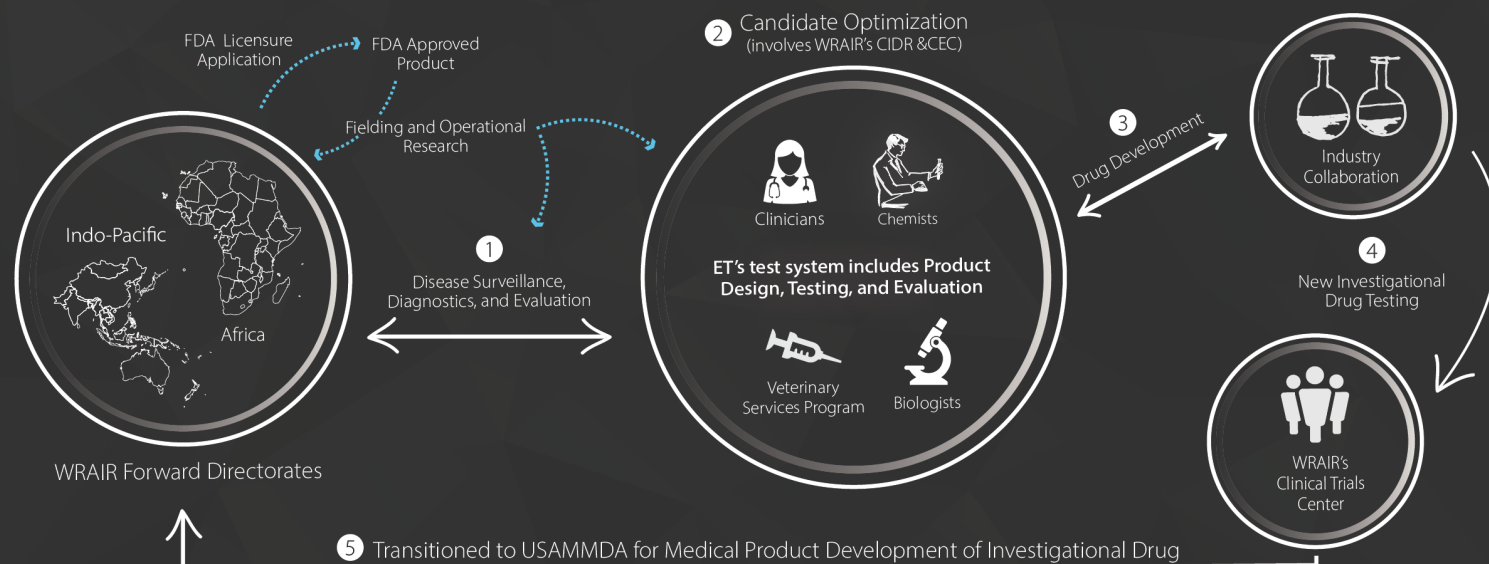 FDA Licensure
Application
FDA Approved
Product
Fielding and Operational
Research
Indo-Pacific
Africa
WRAIR Forward Directorates
1
Disease Surveillance,
Diagnostics, and Evaluation
2 Candidate Optimization
(involves WRAIR's CIDR &CEC)
Clinicians
Chemists
ET's test system includes Product
Design, Testing, and Evaluation
Veterinary
Services Program
Biologists
3
Drug Development
Industry
Collaboration
4
New Investigational
Drug Testing
WRAIR's
Clinical Trials
Center
5 Transitioned to USAMMDA for Medical Product Development of Investigational Drug